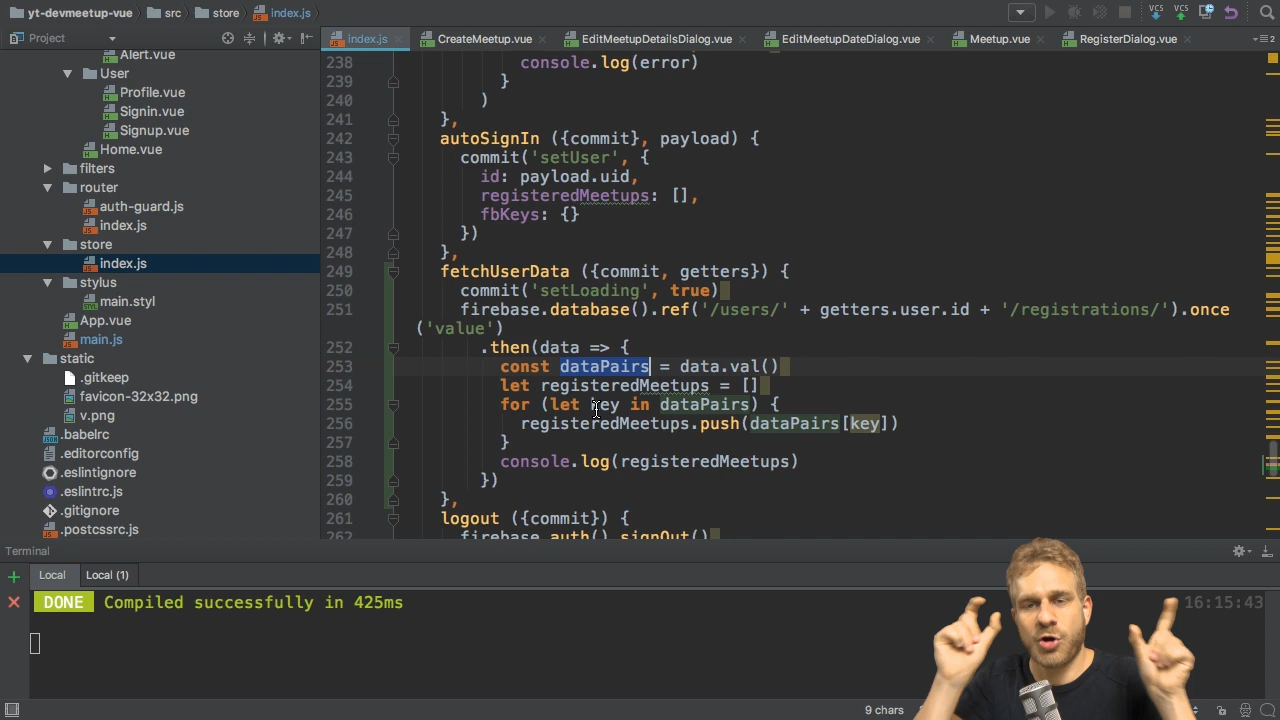 yt-devmeetup-vue
src
store
index.js
VCS
VCS
Project
index.js
CreateMeetup.vue
EditMeetupDetailsDialog.vue
EditMeetupDateDialog.vue
Meetup.vue
RegisterDialog.vue
2
Alert.vue
User
Profile.vue
Signin.vue
Signup.vue
Home.vue
filters
router
auth-guard.js
index.js
store
index.js
stylus
main.styl
App.vue
main.js
static
.gitkeep
favicon-32x32.png
v.png
.babelrc
.editorconfig
.eslintignore
.eslintrc.js
.gitignore
.postcssrc.js
238 console.log(error)
239 }
240 )
241 },
242 autoSignIn ({commit}, payload) {
243 commit('setUser', {
244 id: payload.uid,
245 registeredMeetups: [],
246 fbKeys: {}
247 })
248 },
249 fetchUserData ({commit, getters}) {
250 commit('setLoading', true)
251 firebase.database().ref('/users/' + getters.user.id + '/registrations/').once
('value')
252 .then(data => {
253 const dataPairs = data.val()
254 let registeredMeetups = []
255 for (let key in dataPairs) {
256 registeredMeetups.push(dataPairs[key])
257 }
258 console.log(registeredMeetups)
259 })
260 },
261 logout ({commit}) {
262 firebase.auth().signOut()
Terminal
Local
Local (1)
DONE Compiled successfully in 425ms
16:15:43
9 chars